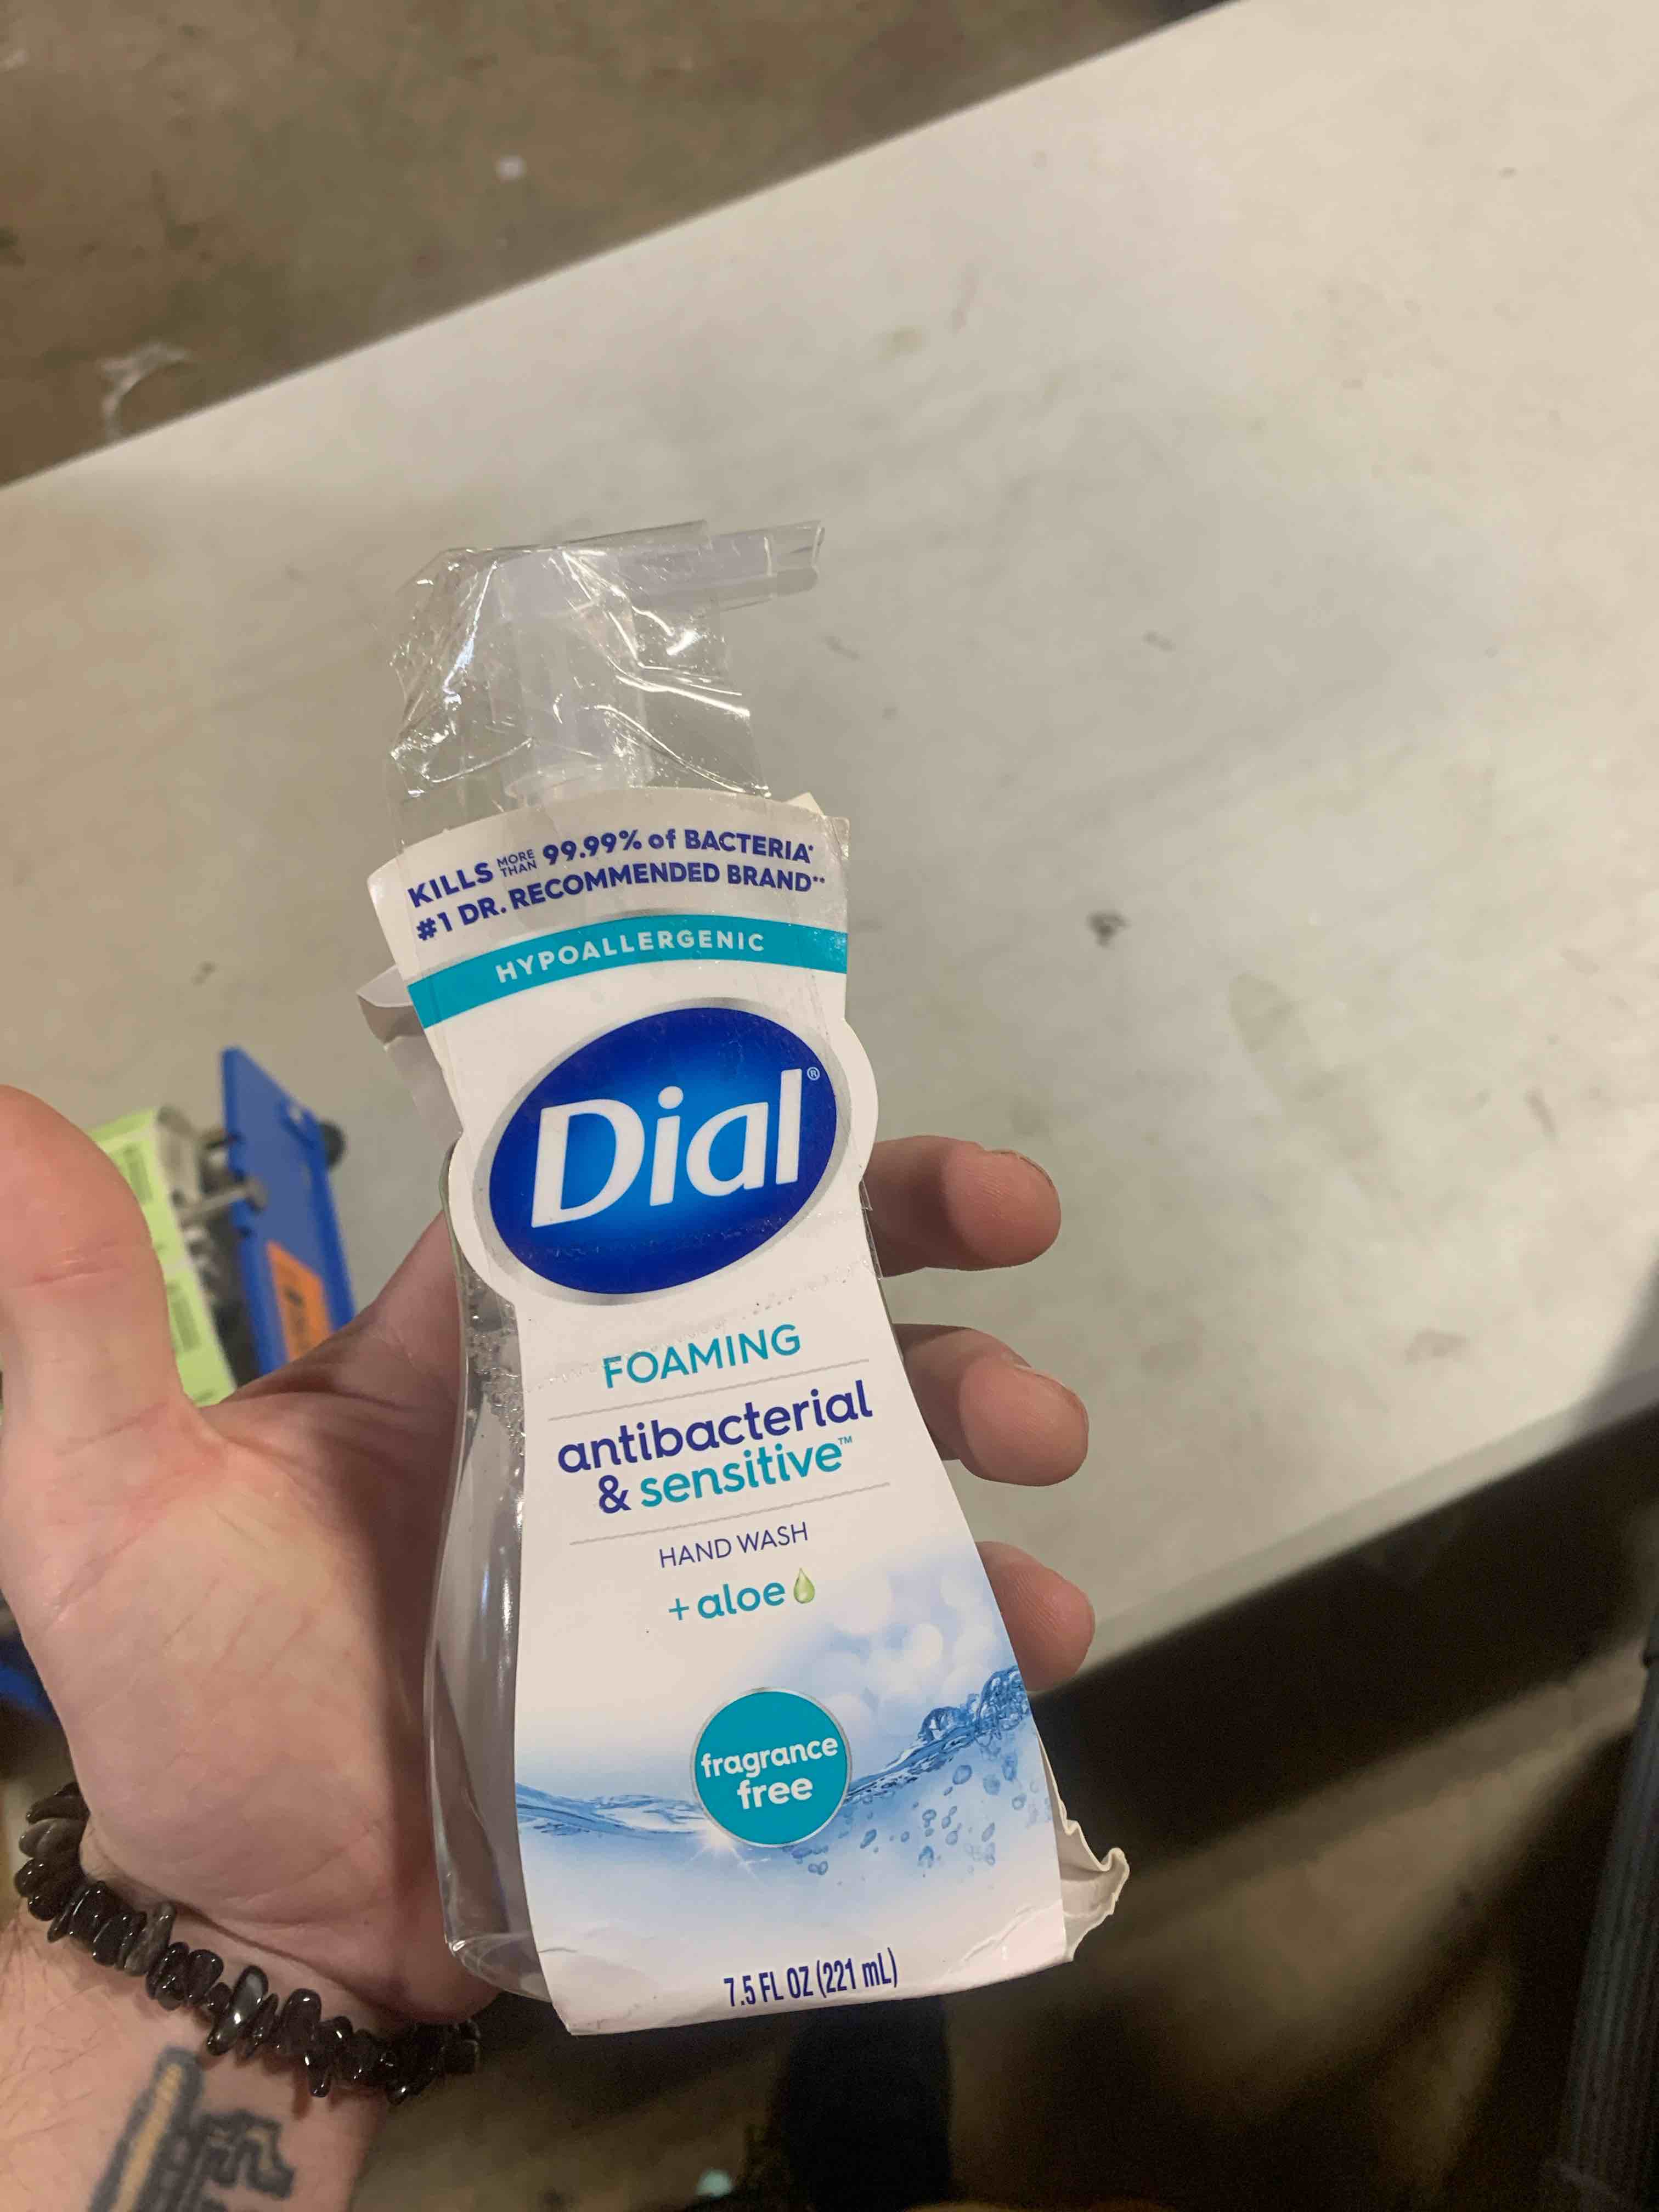 KILLS MORE THAN 99.99% of BACTERIA*
#1 DR. RECOMMENDED BRAND**
HYPOALLERGENIC
Dial®
FOAMING
antibacterial
& sensitive™
HAND WASH
+ aloe
fragrance
free
7.5 FL OZ (221 mL)